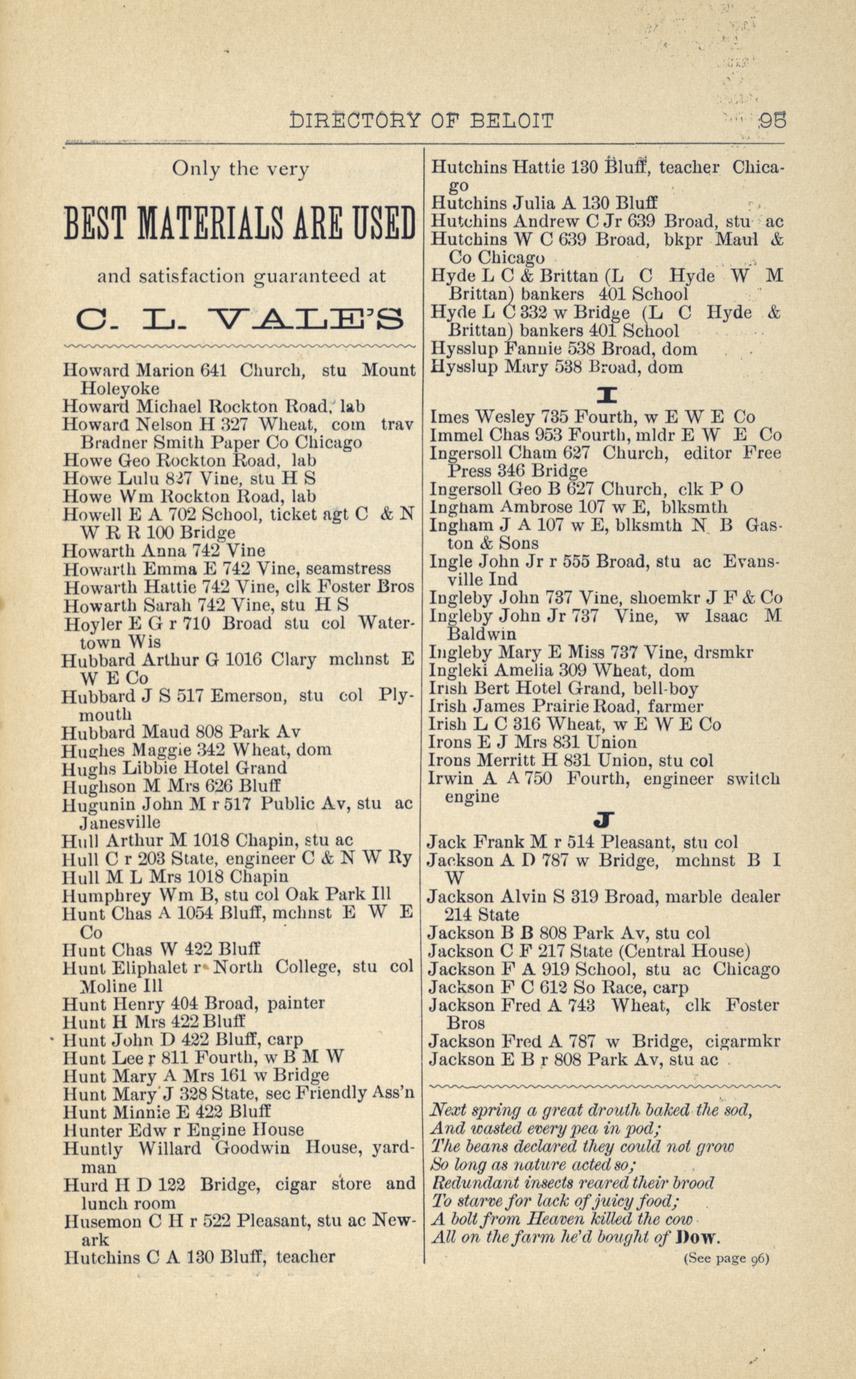 DIRECTORY OF BELOIT 95
Only the very
BEST MATERIALS ARE USED
and satisfaction guaranteed at
C. L. VALE'S
Howard Marion 641 Church, stu Mount
Holeyoke
Howard Michael Rockton Road, lab
Howard Nelson H 327 Wheat, com trav
Bradner Smith Paper Co Chicago
Howe Geo Rockton Road, lab
Howe Lulu 827 Vine, stu H S
Howe Wm Rockton Road, lab
Howell E A 702 School, ticket agt C & N
W R R 100 Bridge
Howarth Anna 742 Vine
Howarth Emma E 742 Vine, seamstress
Howarth Hattie 742 Vine, clk Foster Bros
Howarth Sarah 742 Vine, stu H S
Hoyler E G r 710 Broad stu col Water-
town Wis
Hubbard Arthur G 1016 Clary mchnst E
W E Co
Hubbard J S 517 Emerson, stu col Ply-
mouth
Hubbard Maud 808 Park Av
Hughes Maggie 342 Wheat, dom
Hughs Libbie Hotel Grand
Hughson M Mrs 626 Bluff
Hugunin John M r 517 Public Av, stu ac
Janesville
Hull Arthur M 1018 Chapin, stu ac
Hull C r 203 State, engineer C & N W Ry
Hull M L Mrs 1018 Chapin
Humphrey Wm B, stu col Oak Park Ill
Hunt Chas A 1054 Bluff, mchnst E W E
Co
Hunt Chas W 422 Bluff
Hunt Eliphalet r North College, stu col
Moline Ill
Hunt Henry 404 Broad, painter
Hunt H Mrs 422 Bluff
Hunt John D 422 Bluff, carp
Hunt Lee r 811 Fourth, w B M W
Hunt Mary A Mrs 161 w Bridge
Hunt Mary J 328 State, sec Friendly Ass'n
Hunt Minnie E 422 Bluff
Hunter Edw r Engine House
Huntly Willard Goodwin House, yard-
man
Hurd H D 122 Bridge, cigar store and
lunch room
Husemon C H r 522 Pleasant, stu ac New-
ark
Hutchins C A 130 Bluff, teacher
Hutchins Hattie 130 Bluff, teacher Chica-
go
Hutchins Julia A 130 Bluff
Hutchins Andrew C Jr 639 Broad, stu ac
Hutchins W C 639 Broad, bkpr Maul &
Co Chicago
Hyde L C & Brittan (L C Hyde W M
Brittan) bankers 401 School
Hyde L C 332 w Bridge (L C Hyde &
Brittan) bankers 401 School
Hysslup Fannie 538 Broad, dom
Hysslup Mary 538 Broad, dom
I
Imes Wesley 735 Fourth, w E W E Co
Immel Chas 953 Fourth, mldr E W E Co
Ingersoll Cham 627 Church, editor Free
Press 346 Bridge
Ingersoll Geo B 627 Church, clk P O
Ingham Ambrose 107 w E, blksmth
Ingham J A 107 w E, blksmth N B Gas-
ton & Sons
Ingle John Jr r 555 Broad, stu ac Evans-
ville Ind
Ingleby John 737 Vine, shoemkr J F & Co
Ingleby John Jr 737 Vine, w Isaac M
Baldwin
Ingleby Mary E Miss 737 Vine, drsmkr
Ingleki Amelia 309 Wheat, dom
Irish Bert Hotel Grand, bell-boy
Irish James Prairie Road, farmer
Irish L C 316 Wheat, w E W E Co
Irons E J Mrs 831 Union
Irons Merritt H 831 Union, stu col
Irwin A A 750 Fourth, engineer switch
engine
J
Jack Frank M r 514 Pleasant, stu col
Jackson A D 787 w Bridge, mchnst B I
W
Jackson Alvin S 319 Broad, marble dealer
214 State
Jackson B B 808 Park Av, stu col
Jackson C F 217 State (Central House)
Jackson F A 919 School, stu ac Chicago
Jackson F C 612 So Race, carp
Jackson Fred A 743 Wheat, clk Foster
Bros
Jackson Fred A 787 w Bridge, cigarmkr
Jackson E B r 808 Park Av, stu ac
Next spring a great drouth baked the sod,
And wasted every pea in pod;
The beans declared they could not grow
So long as nature acted so;
Redundant insects reared their brood
To starve for lack of juicy food;
A bolt from Heaven killed the cow
All on the farm he'd bought of Dow.
(See page 96)